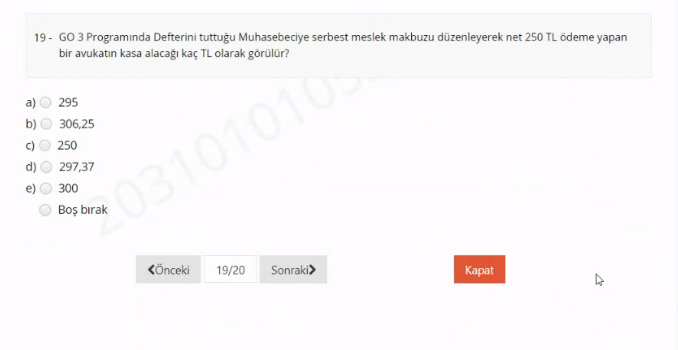 19 - GO 3 Programında Defterini tuttuğu Muhasebeciye serbest meslek makbuzu düzenleyerek net 250 TL ödeme yapan
bir avukatın kasa alacağı kaç TL olarak görülür?
a) 295
b) 306,25
c) 250
d) 297,37
e) 300
Boş bırak
❮Önceki 19/20 Sonraki❯ Kapat